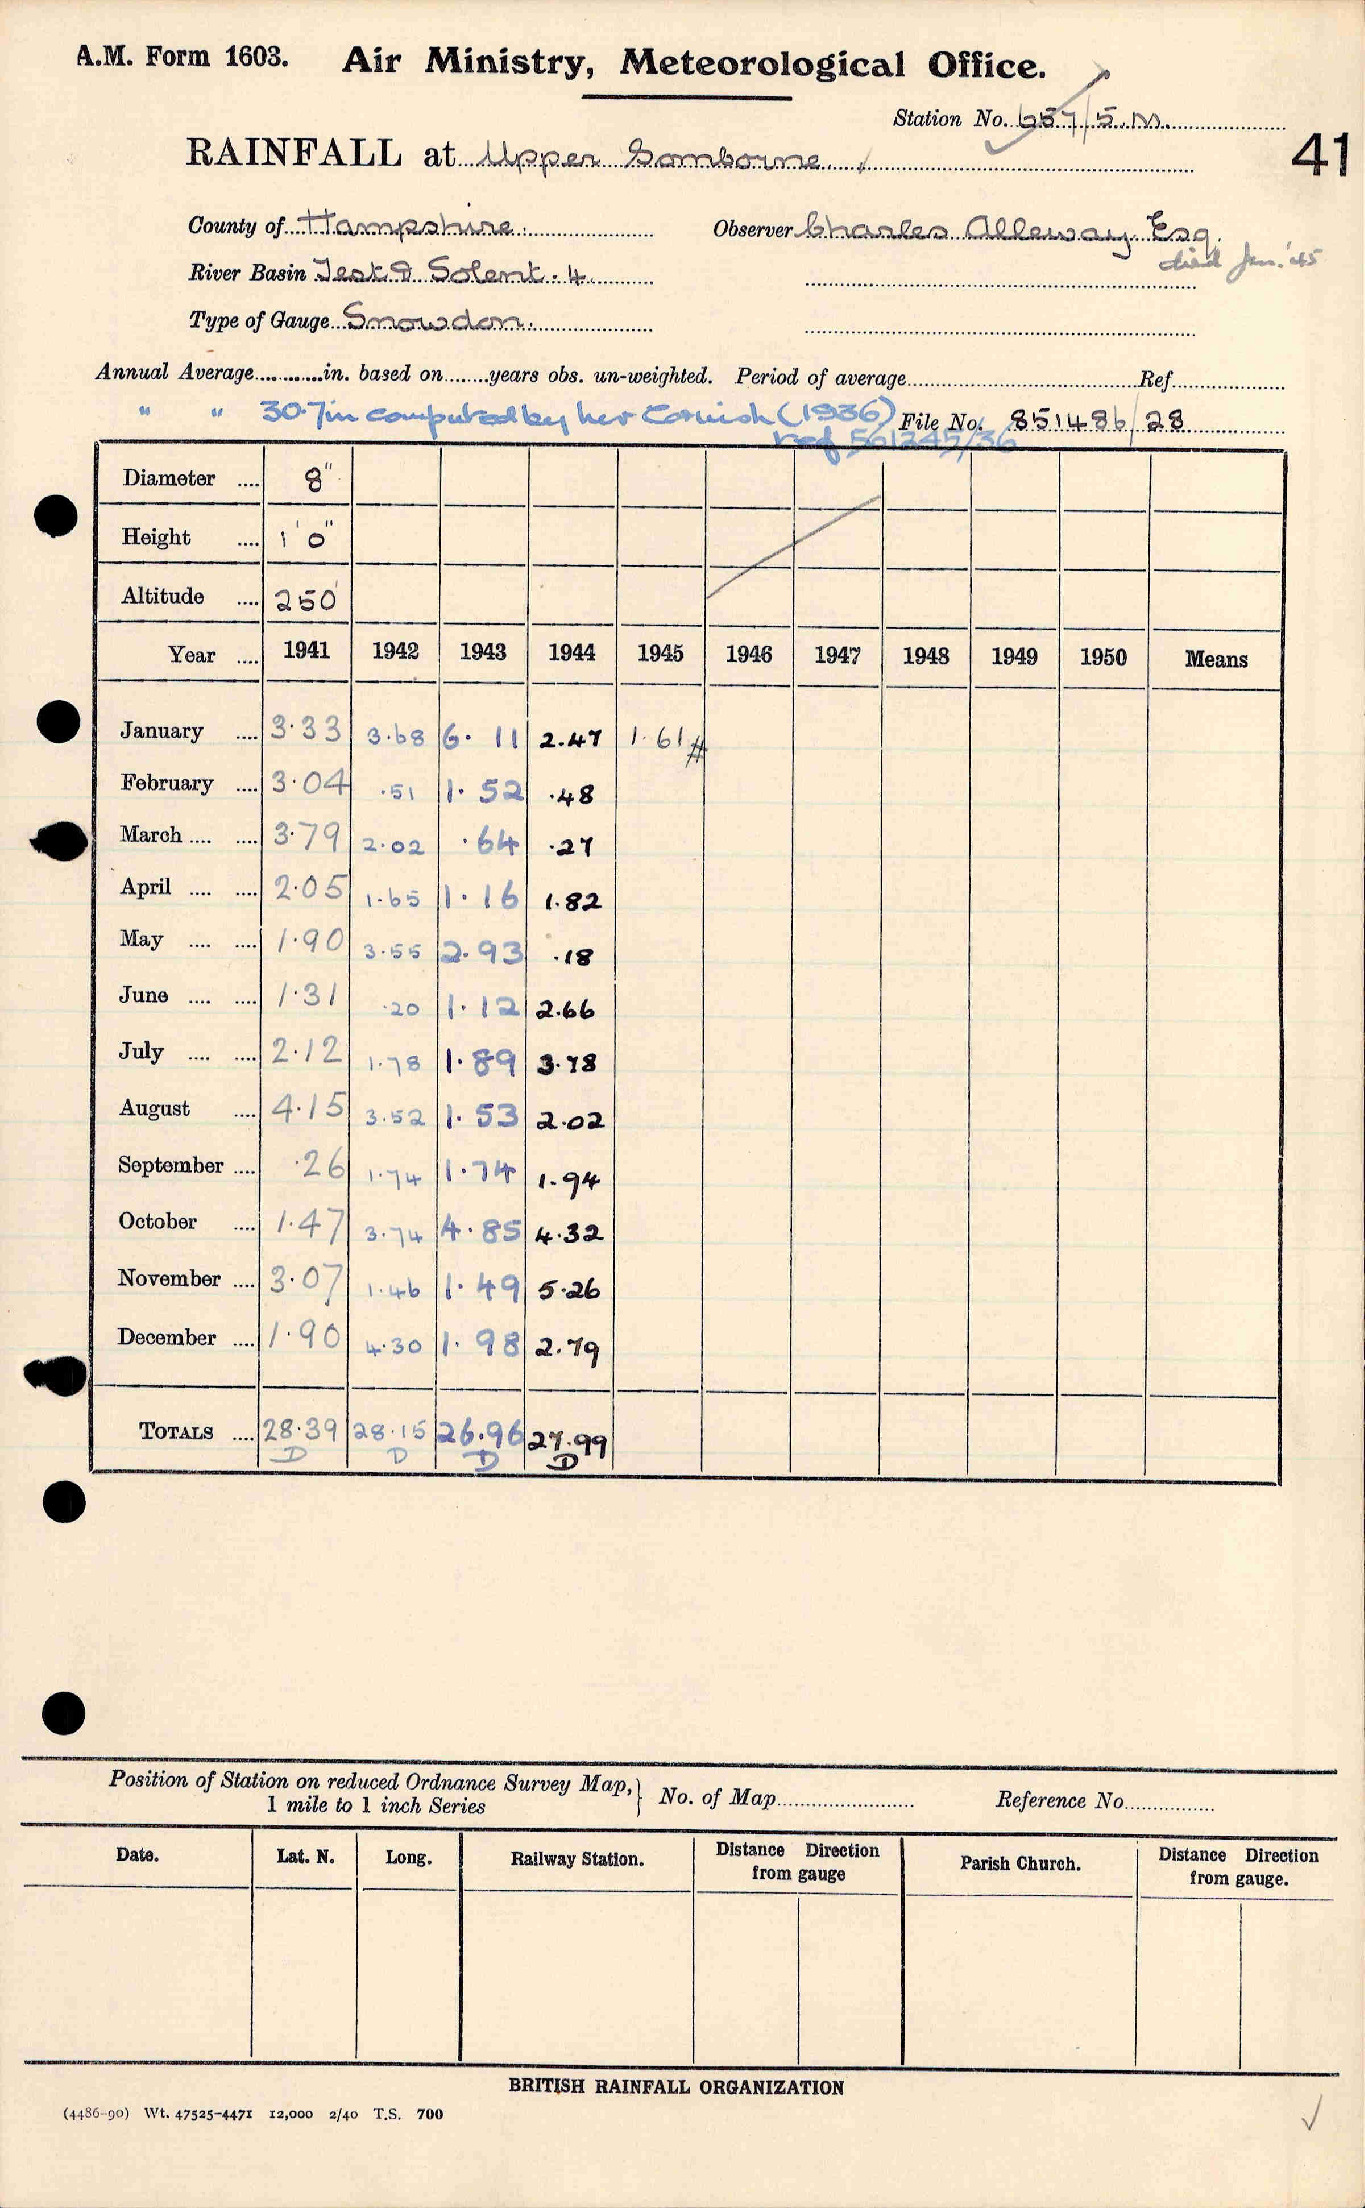 A.M. Form 1603. Air Ministry, Meteorological Office.
Station No. 657/5.M.
RAINFALL at Upper Somborne
41
County of Hampshire. Observer Charles Alleway Esq.
died Jan. '45
River Basin Test & Solent. 4
Type of Gauge Snowdon.
Annual Average............in. based on........years obs. un-weighted. Period of average.......... Ref..........
" " 30.7in computed by her Cornish (1936) File No. 851486/28
ref 561245/36
Diameter .... 8"
Height .... 1' 0"
Altitude .... 250'
Year .... 1941 1942 1943 1944 1945 1946 1947 1948 1949 1950 Means
January .... 3.33 3.68 6.11 2.47 1.61 #
February .... 3.04 .51 1.52 .48
March .... .... 3.79 2.02 .64 .27
April .... .... 2.05 1.65 1.16 1.82
May .... .... 1.90 3.55 2.93 .18
June .... .... 1.31 .20 1.12 2.66
July .... .... 2.12 1.78 1.89 3.78
August .... 4.15 3.52 1.53 2.02
September .... .26 1.74 1.74 1.94
October .... 1.47 3.74 4.85 4.32
November .... 3.07 1.46 1.49 5.26
December .... 1.90 4.30 1.98 2.79
TOTALS .... 28.39 28.15 26.96 27.99
D D D D
Position of Station on reduced Ordnance Survey Map,} No. of Map.......... Reference No..........
1 mile to 1 inch Series
Date. Lat. N. Long. Railway Station. Distance from gauge Direction Parish Church. Distance Direction from gauge.
BRITISH RAINFALL ORGANIZATION
(4486-90) Wt. 47525-4471 12,000 2/40 T.S. 700